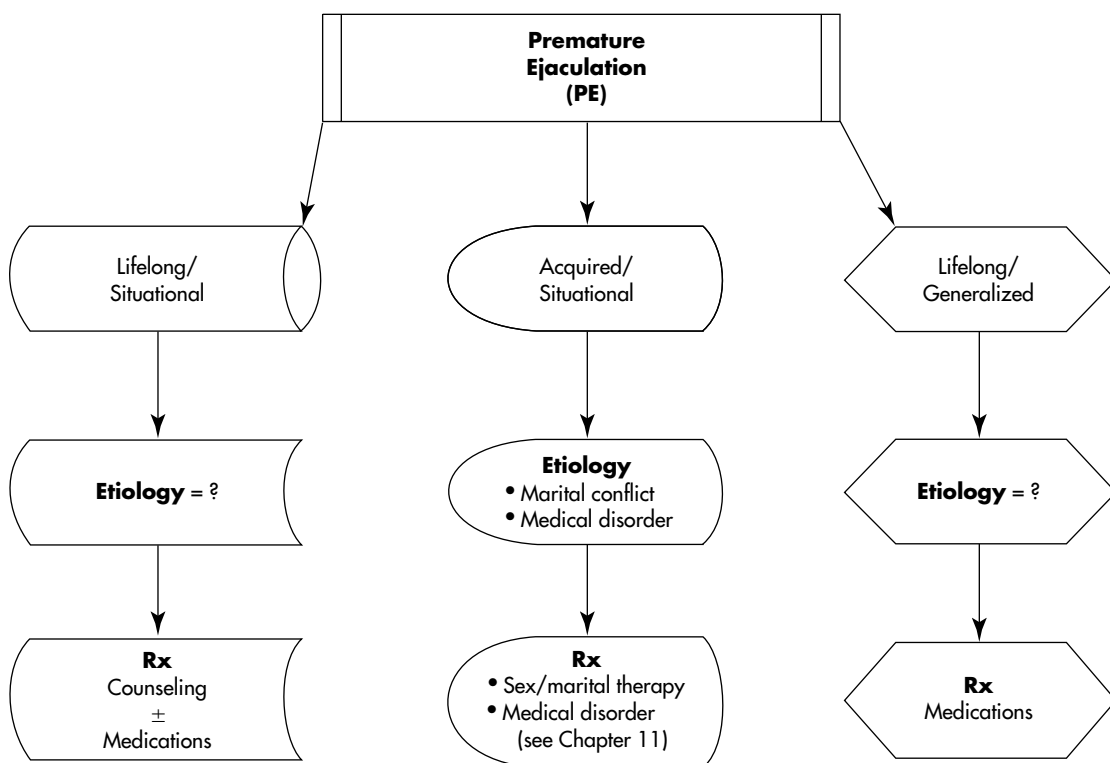 Premature
Ejaculation
(PE)
Lifelong/
Situational
Acquired/
Situational
Lifelong/
Generalized
Etiology = ?
Etiology
• Marital conflict
• Medical disorder
Etiology = ?
Rx
Counseling
±
Medications
Rx
• Sex/marital therapy
• Medical disorder
(see Chapter 11)
Rx
Medications